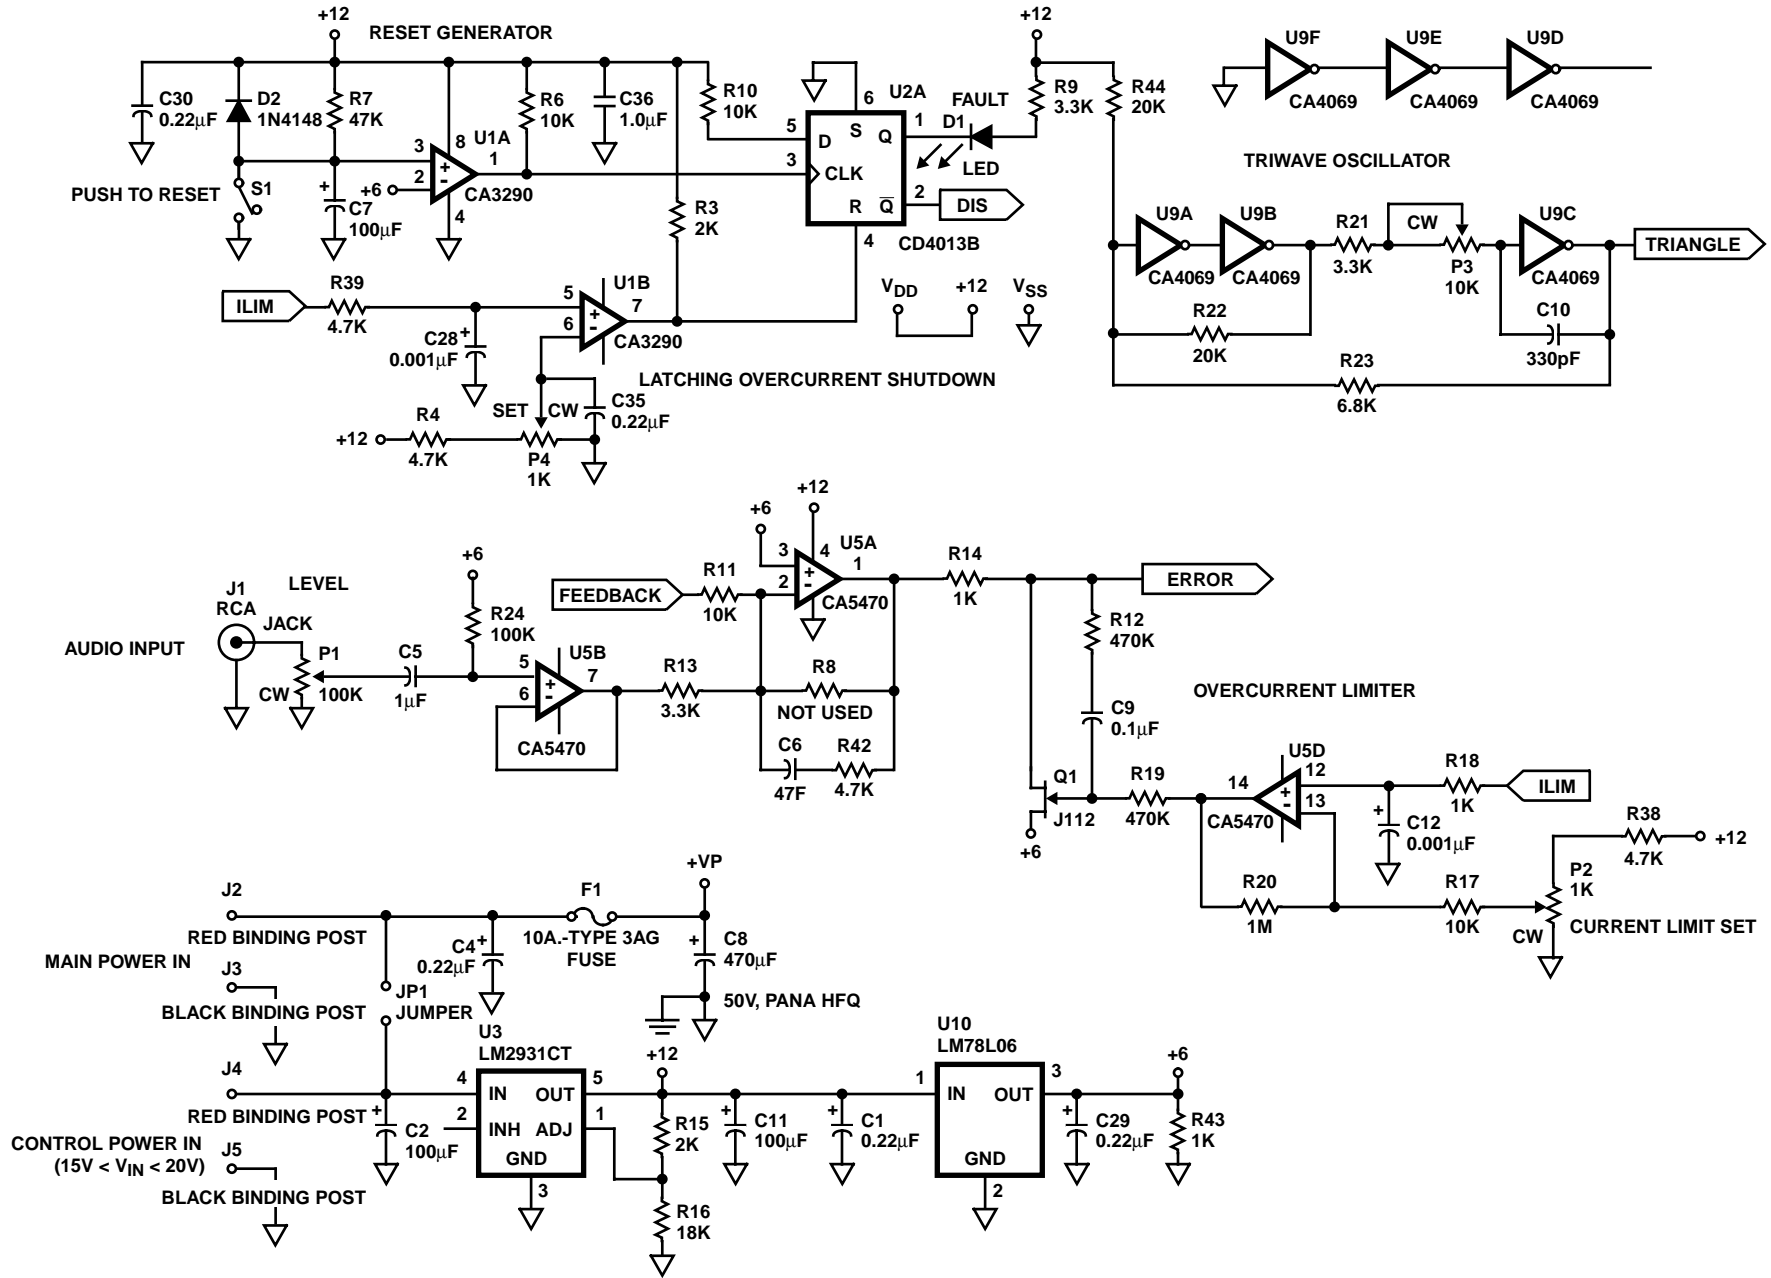 +12
RESET GENERATOR
C30
0.22µF
D2
1N4148
R7
47K
R6
10K
C36
1.0µF
R10
10K
U1A
3
2
8
1
4
+
-
CA3290
PUSH TO RESET
S1
+6
+
C7
100µF
R3
2K
U2A
6
5
3
S
D
CLK
R
Q
Q
1
2
4
CD4013B
DIS
FAULT
D1
LED
+12
R9
3.3K
R44
20K
VDD
+12
VSS
ILIM
R39
4.7K
C28
+
0.001µF
U1B
5
6
7
+
-
CA3290
LATCHING OVERCURRENT SHUTDOWN
SET
CW
C35
0.22µF
+12
R4
4.7K
P4
1K
U9F
U9E
U9D
CA4069
CA4069
CA4069
TRIWAVE OSCILLATOR
U9A
U9B
CA4069
CA4069
R21
3.3K
CW
P3
10K
U9C
CA4069
TRIANGLE
R22
20K
C10
330pF
R23
6.8K
+6
+12
3
2
4
1
+
-
U5A
CA5470
FEEDBACK
R11
10K
R14
1K
ERROR
J1
RCA
JACK
LEVEL
AUDIO INPUT
P1
100K
CW
C5
1µF
+6
R24
100K
U5B
5
6
7
+
-
CA5470
R13
3.3K
R8
NOT USED
C6
47F
R42
4.7K
R12
470K
C9
0.1µF
Q1
J112
+6
R19
470K
OVERCURRENT LIMITER
U5D
14
12
13
+
-
CA5470
R18
1K
ILIM
+
C12
0.001µF
R38
4.7K
+12
P2
1K
R20
1M
R17
10K
CW
CURRENT LIMIT SET
J2
RED BINDING POST
MAIN POWER IN
J3
BLACK BINDING POST
C4
+
0.22µF
F1
10A.-TYPE 3AG
FUSE
+VP
+
C8
470µF
50V, PANA HFQ
JP1
JUMPER
J4
RED BINDING POST
CONTROL POWER IN
(15V < VIN < 20V)
J5
BLACK BINDING POST
+
C2
100µF
U3
LM2931CT
4
2
5
1
3
IN
OUT
INH
ADJ
GND
+12
R15
2K
R16
18K
+
C11
100µF
+
C1
0.22µF
U10
LM78L06
1
3
IN
OUT
GND
2
+
C29
0.22µF
+6
R43
1K